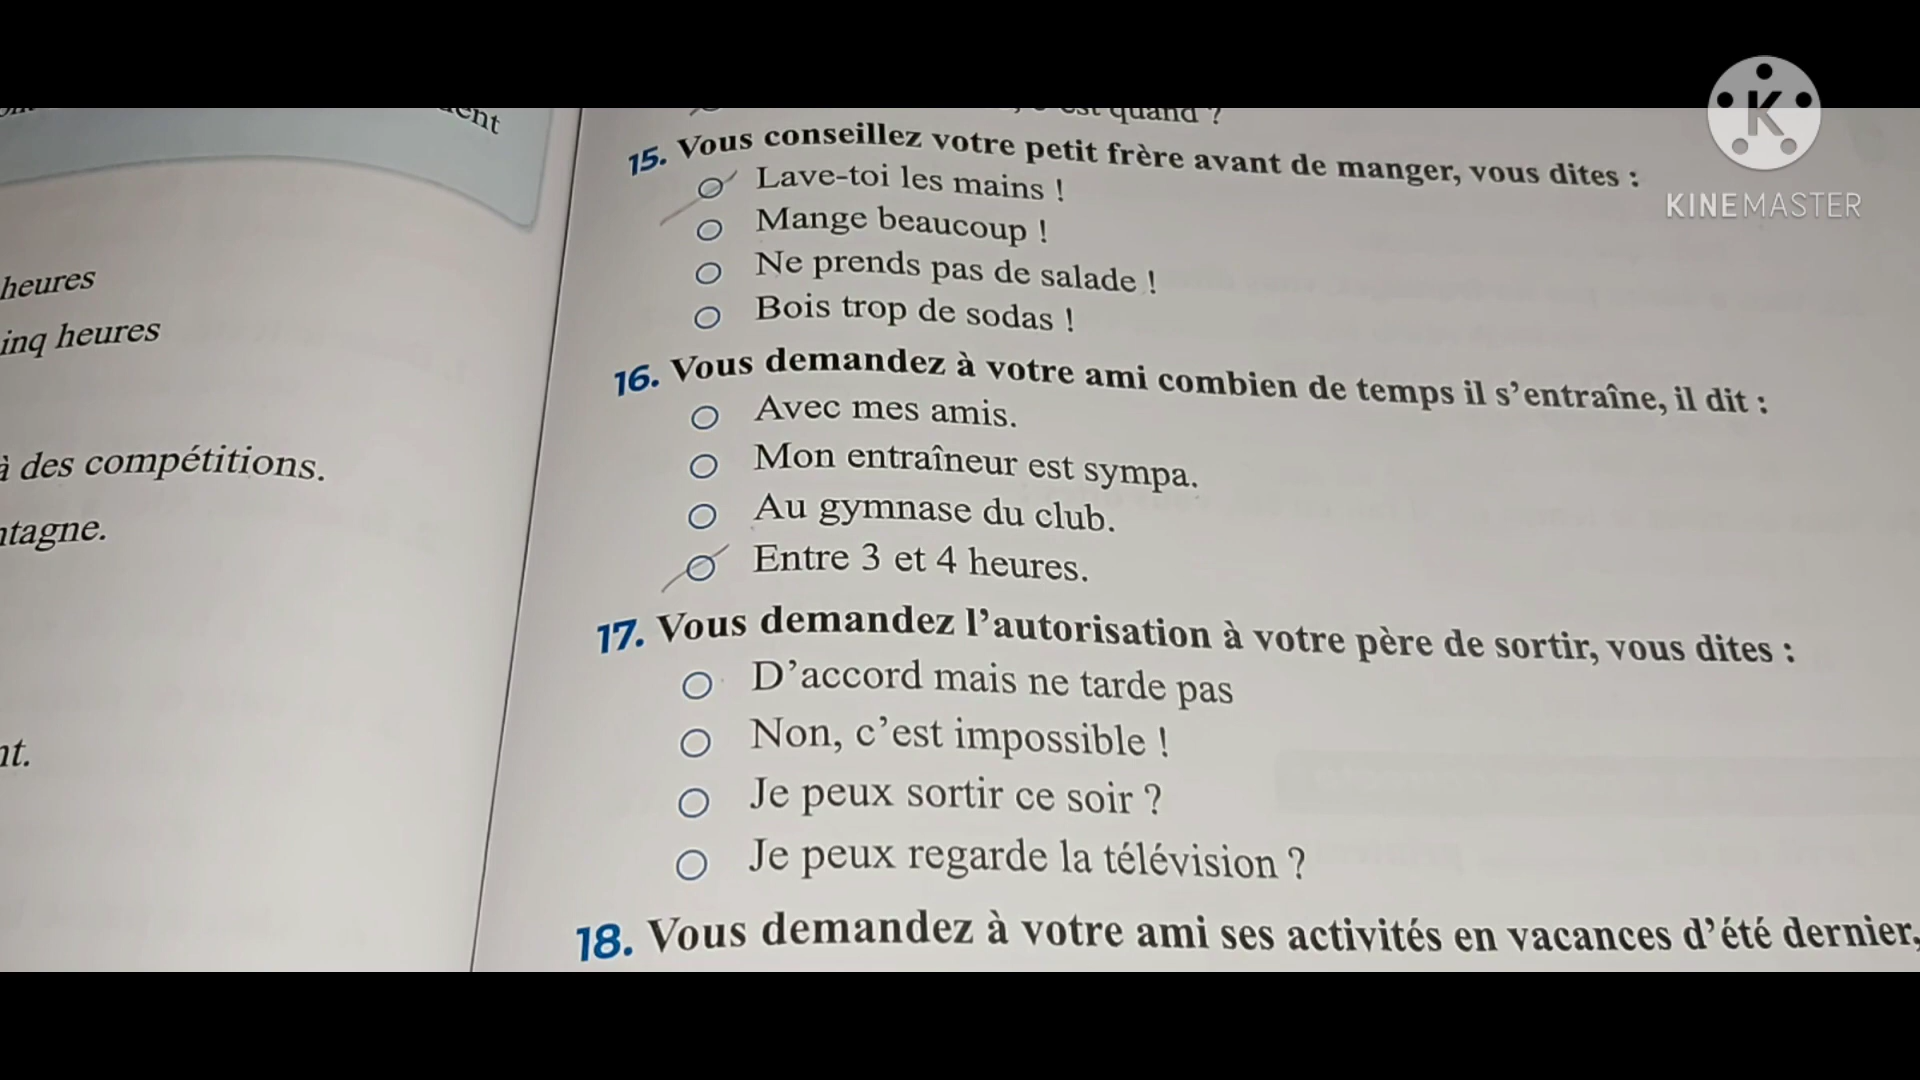 ent
heures
inq heures
à des compétitions.
ntagne.
nt.
quand ?
15. Vous conseillez votre petit frère avant de manger, vous dites :
Lave-toi les mains !
Mange beaucoup !
Ne prends pas de salade !
Bois trop de sodas !
16. Vous demandez à votre ami combien de temps il s’entraîne, il dit :
Avec mes amis.
Mon entraîneur est sympa.
Au gymnase du club.
Entre 3 et 4 heures.
17. Vous demandez l’autorisation à votre père de sortir, vous dites :
D’accord mais ne tarde pas
Non, c’est impossible !
Je peux sortir ce soir ?
Je peux regarde la télévision ?
18. Vous demandez à votre ami ses activités en vacances d’été dernier,
K
KINEMASTER